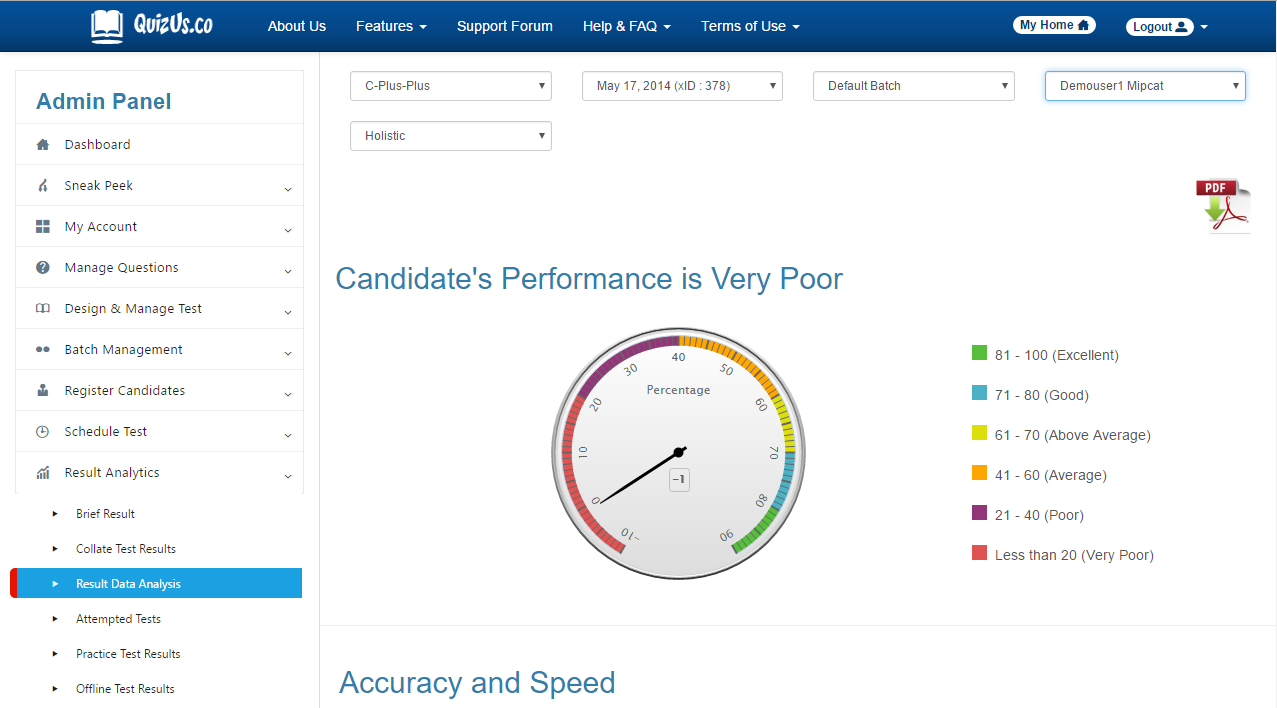 QuizUs.co
About Us
Features
Support Forum
Help & FAQ
Terms of Use
My Home
Logout
Admin Panel
Dashboard
Sneak Peek
My Account
Manage Questions
Design & Manage Test
Batch Management
Register Candidates
Schedule Test
Result Analytics
Brief Result
Collate Test Results
Result Data Analysis
Attempted Tests
Practice Test Results
Offline Test Results
C-Plus-Plus
May 17, 2014 (xID : 378)
Default Batch
Demouser1 Mipcat
Holistic
PDF
Candidate's Performance is Very Poor
Percentage
-10
0
10
20
30
40
50
60
70
80
90
-1
81 - 100 (Excellent)
71 - 80 (Good)
61 - 70 (Above Average)
41 - 60 (Average)
21 - 40 (Poor)
Less than 20 (Very Poor)
Accuracy and Speed